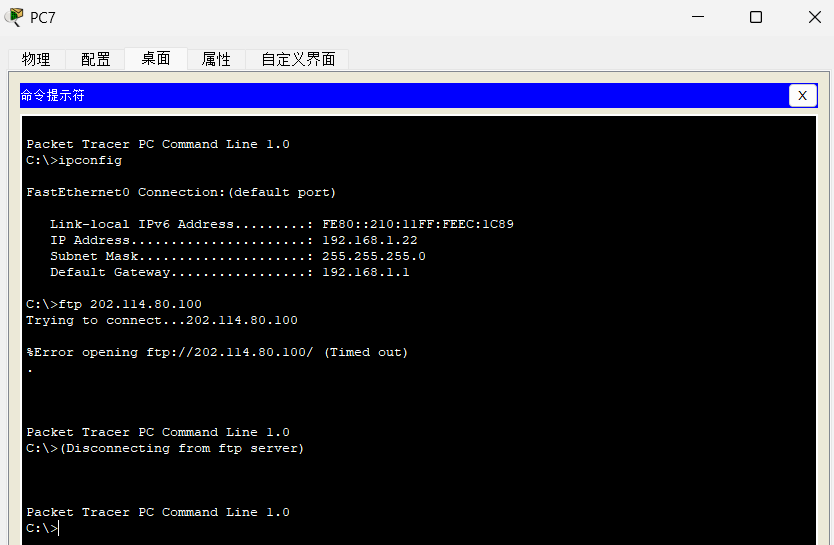 PC7
物理 配置 桌面 属性 自定义界面
命令提示符 X
Packet Tracer PC Command Line 1.0
C:\>ipconfig
FastEthernet0 Connection:(default port)
Link-local IPv6 Address.........: FE80::210:11FF:FEEC:1C89
IP Address......................: 192.168.1.22
Subnet Mask.....................: 255.255.255.0
Default Gateway.................: 192.168.1.1
C:\>ftp 202.114.80.100
Trying to connect...202.114.80.100
%Error opening ftp://202.114.80.100/ (Timed out)
.
Packet Tracer PC Command Line 1.0
C:\>(Disconnecting from ftp server)
Packet Tracer PC Command Line 1.0
C:\>